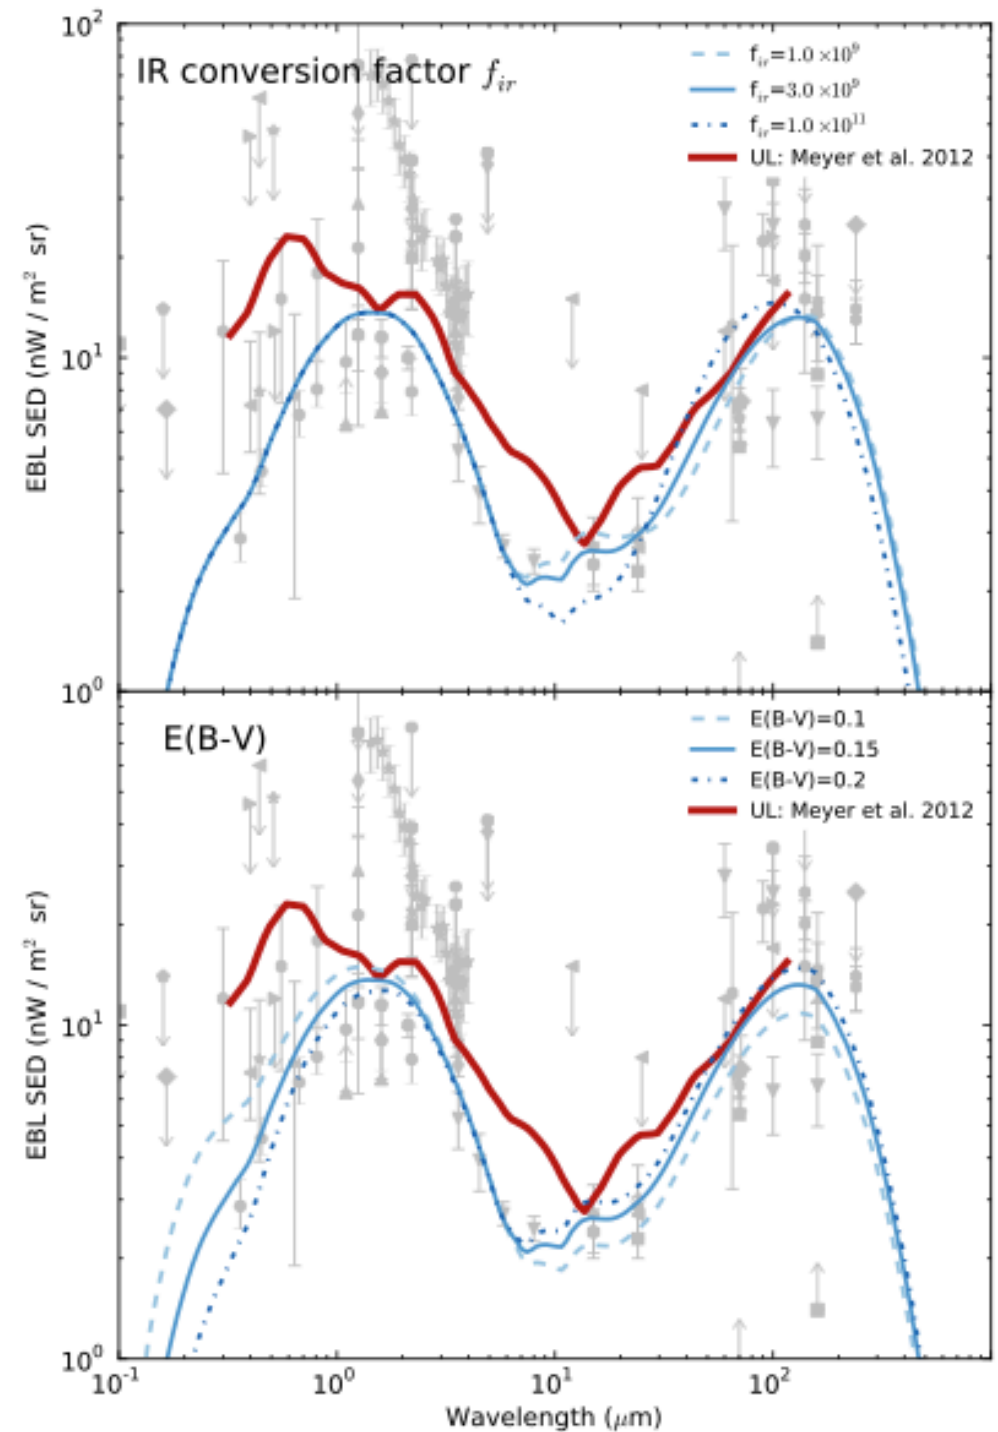 10²
IR conversion factor f_ir
f_ir=1.0 ×10⁹
f_ir=3.0 ×10⁹
f_ir=1.0 ×10¹¹
UL: Meyer et al. 2012
EBL SED (nW / m² sr)
10¹
10⁰
E(B-V)
E(B-V)=0.1
E(B-V)=0.15
E(B-V)=0.2
UL: Meyer et al. 2012
EBL SED (nW / m² sr)
10¹
10⁰
10⁻¹ 10⁰ 10¹ 10²
Wavelength (μm)